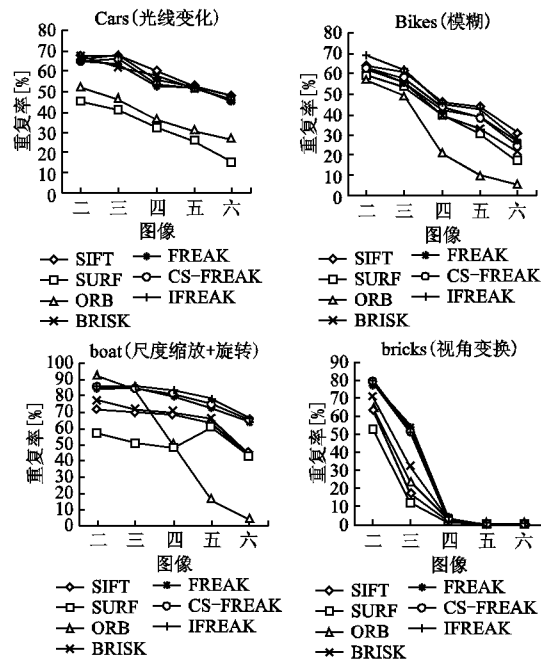 Cars(光线变化)
重复率[%]
80
70
60
50
40
30
20
10
0
二 三 四 五 六
图像
SIFT
SURF
ORB
BRISK
FREAK
CS-FREAK
IFREAK
Bikes(模糊)
重复率[%]
80
70
60
50
40
30
20
10
0
二 三 四 五 六
图像
SIFT
SURF
ORB
BRISK
FREAK
CS-FREAK
IFREAK
boat(尺度缩放+旋转)
重复率[%]
100
90
80
70
60
50
40
30
20
10
0
二 三 四 五 六
图像
SIFT
SURF
ORB
BRISK
FREAK
CS-FREAK
IFREAK
bricks(视角变换)
重复率[%]
90
80
70
60
50
40
30
20
10
0
二 三 四 五 六
图像
SIFT
SURF
ORB
BRISK
FREAK
CS-FREAK
IFREAK